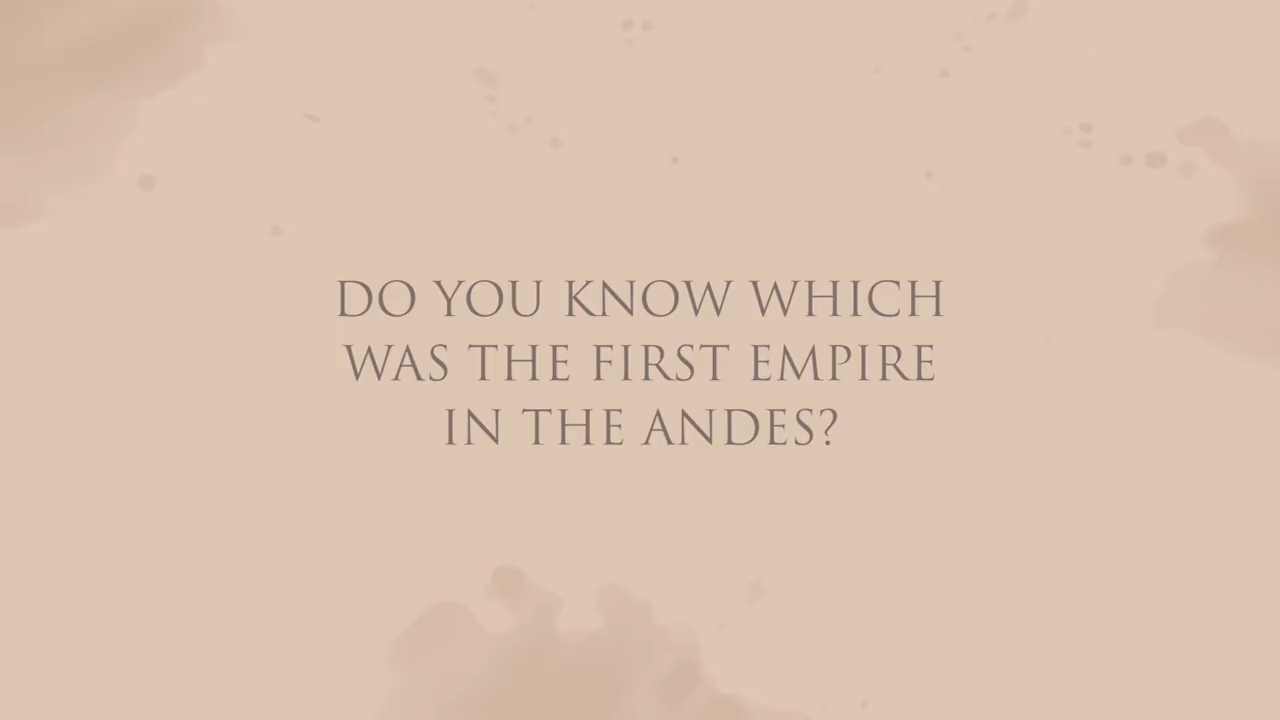 DO YOU KNOW WHICH
WAS THE FIRST EMPIRE
IN THE ANDES?